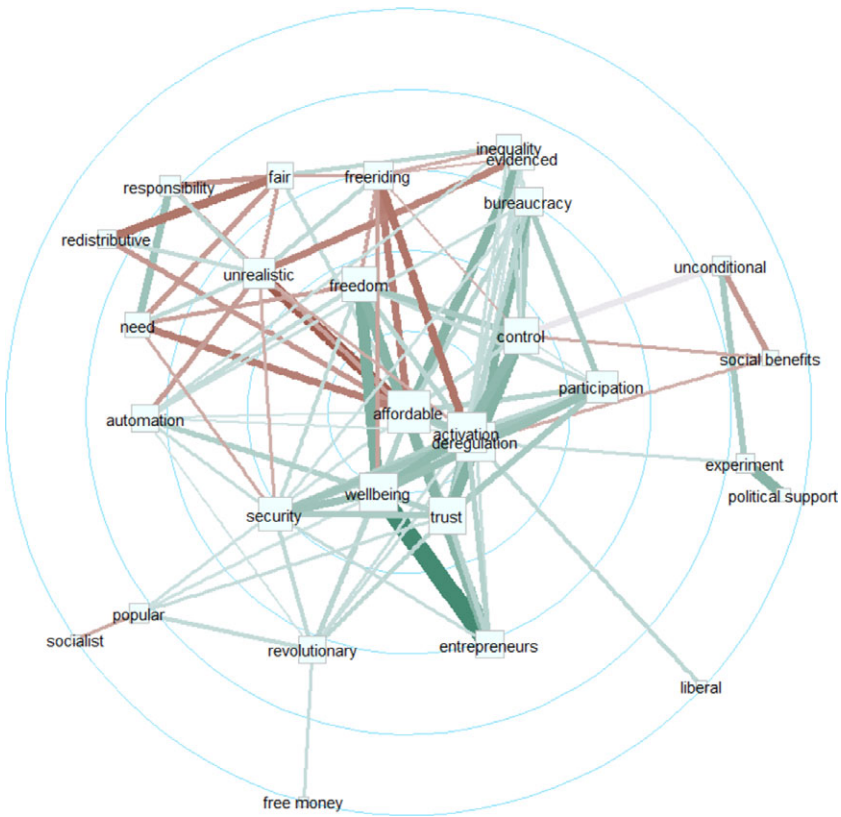 inequality
evidenced
fair
freeriding
responsibility
bureaucracy
redistributive
unrealistic
unconditional
freedom
need
control
social benefits
participation
automation
affordable
activation
deregulation
experiment
wellbeing
political support
security
trust
popular
socialist
revolutionary
entrepreneurs
liberal
free money